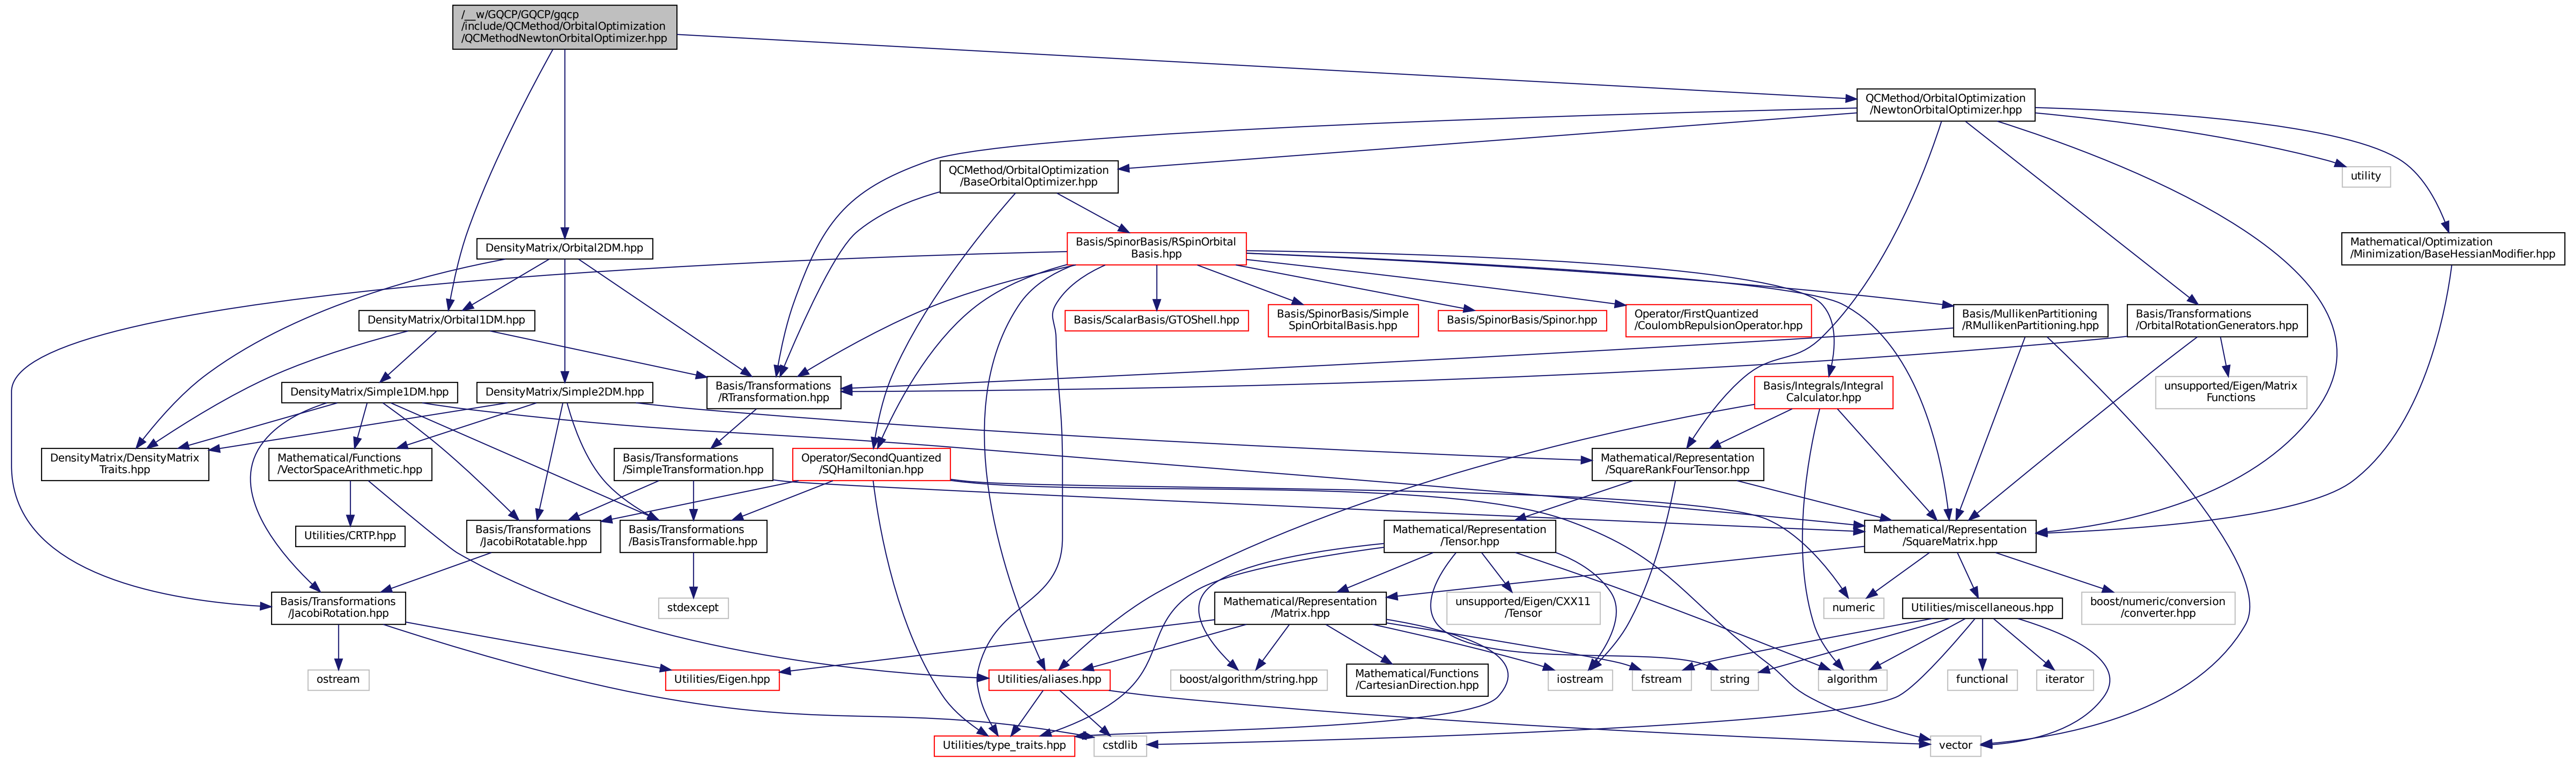 /__w/GQCP/GQCP/gqcp
/include/QCMethod/OrbitalOptimization
/QCMethodNewtonOrbitalOptimizer.hpp
QCMethod/OrbitalOptimization
/NewtonOrbitalOptimizer.hpp
QCMethod/OrbitalOptimization
/BaseOrbitalOptimizer.hpp
utility
DensityMatrix/Orbital2DM.hpp
Basis/SpinorBasis/RSpinOrbital
Basis.hpp
Mathematical/Optimization
/Minimization/BaseHessianModifier.hpp
DensityMatrix/Orbital1DM.hpp
Basis/ScalarBasis/GTOShell.hpp
Basis/SpinorBasis/Simple
SpinOrbitalBasis.hpp
Basis/SpinorBasis/Spinor.hpp
Operator/FirstQuantized
/CoulombRepulsionOperator.hpp
Basis/MullikenPartitioning
/RMullikenPartitioning.hpp
Basis/Transformations
/OrbitalRotationGenerators.hpp
DensityMatrix/Simple1DM.hpp
DensityMatrix/Simple2DM.hpp
Basis/Transformations
/RTransformation.hpp
Basis/Integrals/Integral
Calculator.hpp
unsupported/Eigen/Matrix
Functions
DensityMatrix/DensityMatrix
Traits.hpp
Mathematical/Functions
/VectorSpaceArithmetic.hpp
Basis/Transformations
/SimpleTransformation.hpp
Operator/SecondQuantized
/SQHamiltonian.hpp
Mathematical/Representation
/SquareRankFourTensor.hpp
Utilities/CRTP.hpp
Basis/Transformations
/JacobiRotatable.hpp
Basis/Transformations
/BasisTransformable.hpp
Mathematical/Representation
/Tensor.hpp
Mathematical/Representation
/SquareMatrix.hpp
Basis/Transformations
/JacobiRotation.hpp
stdexcept
Mathematical/Representation
/Matrix.hpp
unsupported/Eigen/CXX11
/Tensor
numeric
Utilities/miscellaneous.hpp
boost/numeric/conversion
/converter.hpp
ostream
Utilities/Eigen.hpp
Utilities/aliases.hpp
boost/algorithm/string.hpp
Mathematical/Functions
/CartesianDirection.hpp
iostream
fstream
string
algorithm
functional
iterator
Utilities/type_traits.hpp
cstdlib
vector